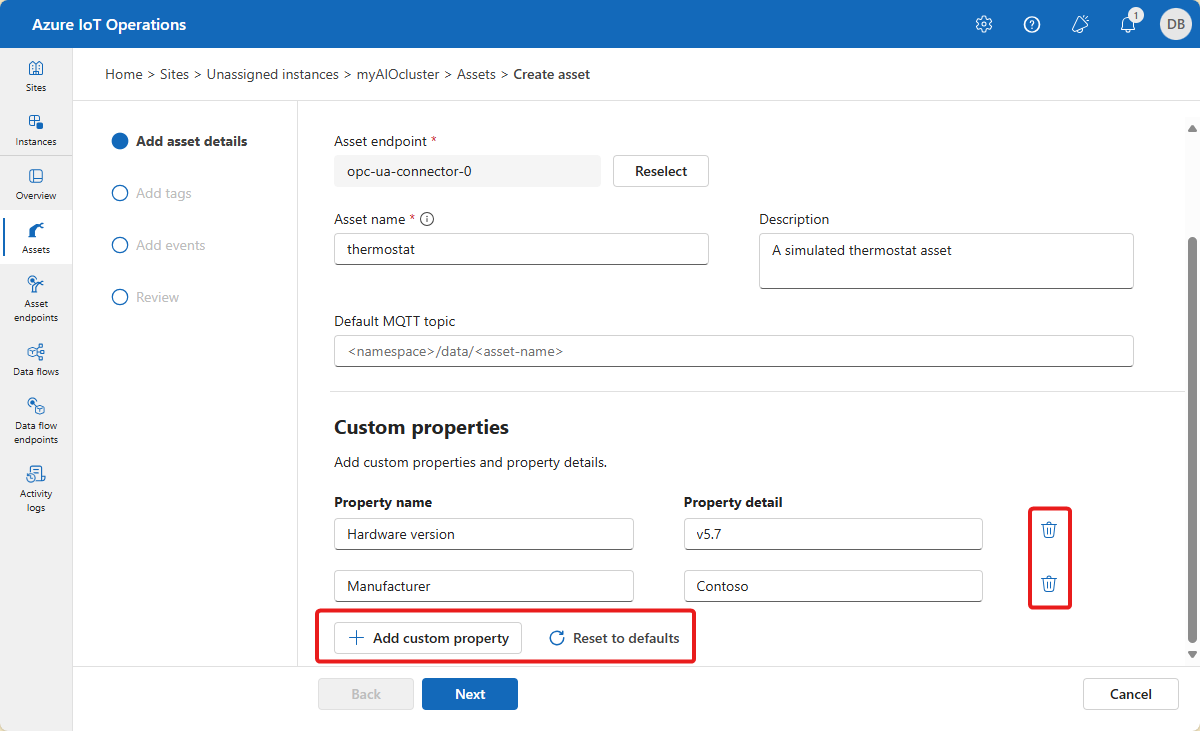 Azure IoT Operations
1
DB
Sites
Instances
Overview
Assets
Asset
endpoints
Data flows
Data flow
endpoints
Activity
logs
Home > Sites > Unassigned instances > myAIOcluster > Assets > Create asset
Add asset details
Add tags
Add events
Review
Asset endpoint *
opc-ua-connector-0
Reselect
Asset name *
thermostat
Description
A simulated thermostat asset
Default MQTT topic
<namespace>/data/<asset-name>
Custom properties
Add custom properties and property details.
Property name Property detail
Hardware version v5.7
Manufacturer Contoso
Add custom property Reset to defaults
Back Next Cancel